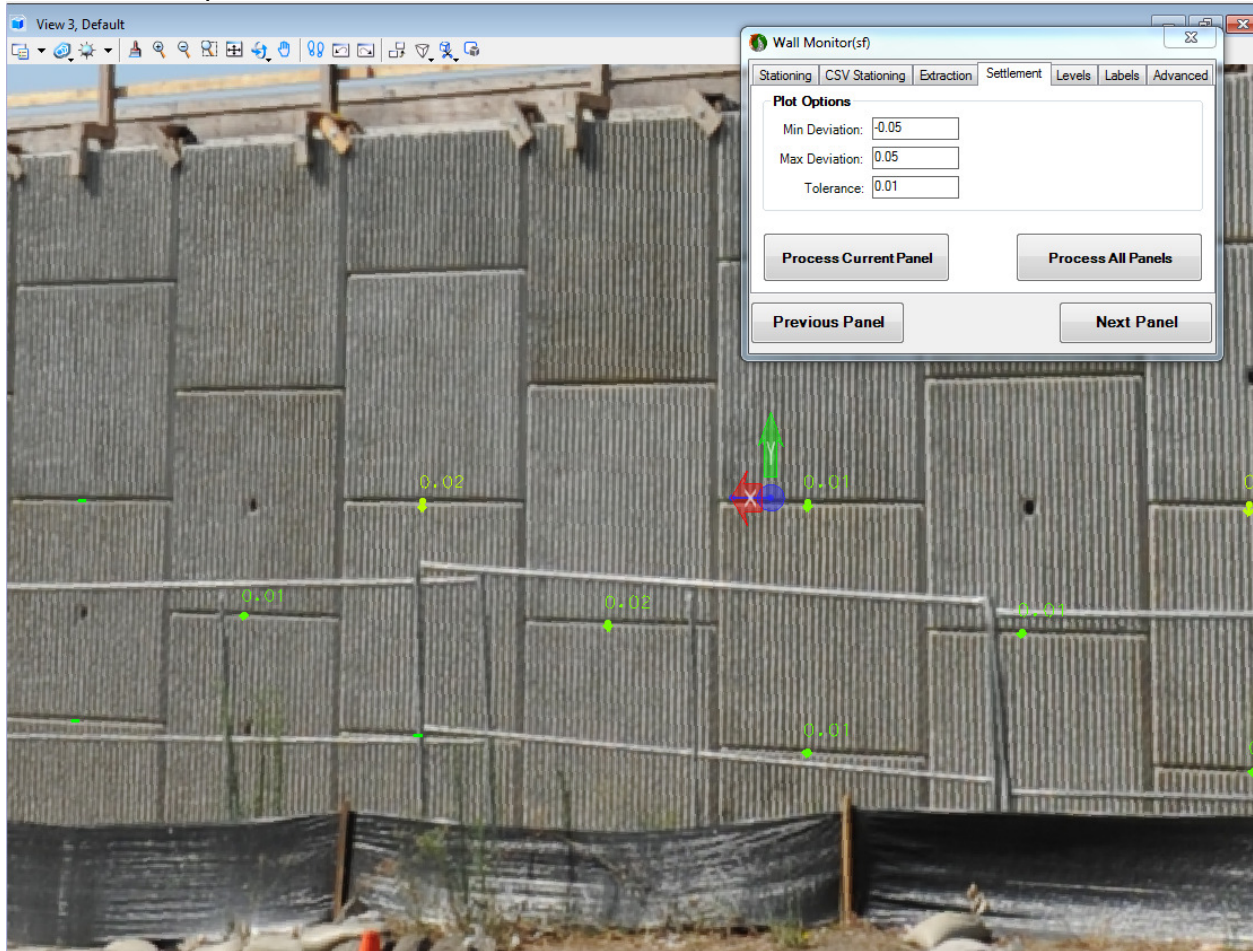 View 3, Default
Wall Monitor(sf)
Stationing CSV Stationing Extraction Settlement Levels Labels Advanced
Plot Options
Min Deviation: -0.05
Max Deviation: 0.05
Tolerance: 0.01
Process Current Panel Process All Panels
Previous Panel Next Panel
Y
0.02 0.01
X
0.01 0.02 0.01
0.01